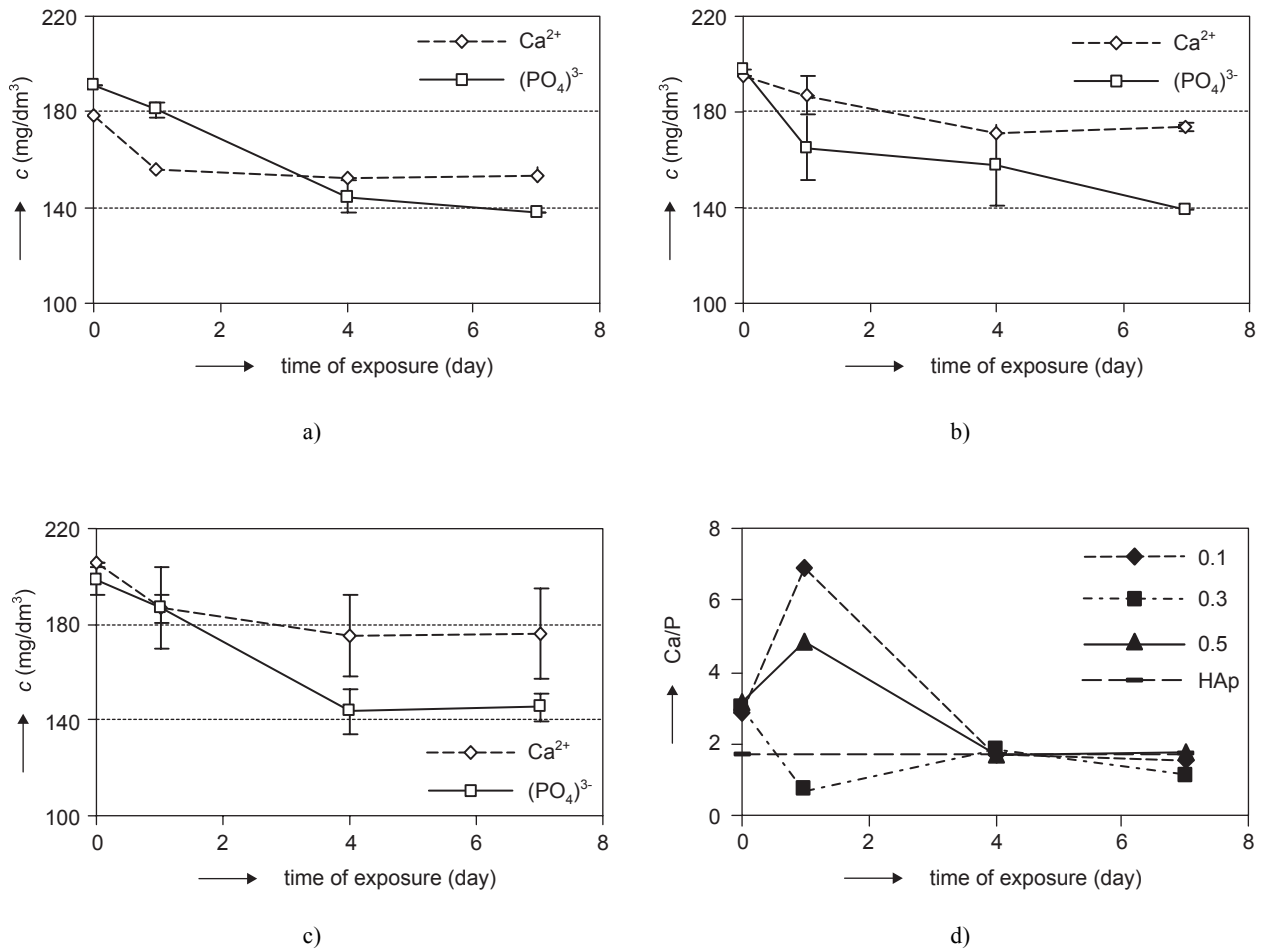 220
180
140
100
c (mg/dm³)
Ca²⁺
(PO₄)³⁻
0 2 4 6 8
time of exposure (day)
a)
220
180
140
100
c (mg/dm³)
Ca²⁺
(PO₄)³⁻
0 2 4 6 8
time of exposure (day)
b)
220
180
140
100
c (mg/dm³)
Ca²⁺
(PO₄)³⁻
0 2 4 6 8
time of exposure (day)
c)
8
6
4
2
0
Ca/P
0.1
0.3
0.5
HAp
0 2 4 6 8
time of exposure (day)
d)